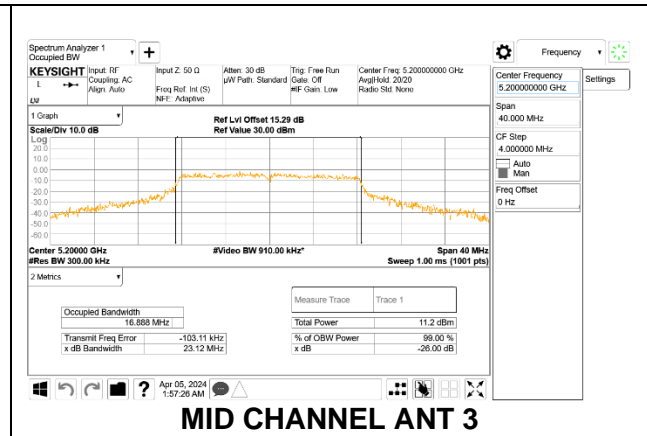 Spectrum Analyzer 1
Occupied BW
+
Frequency
KEYSIGHT
L
Input: RF
Coupling: AC
Align: Auto
Input Z: 50 Ω
Freq Ref: Int (S)
NFE: Adaptive
Atten: 30 dB
µW Path: Standard
Trig: Free Run
Gate: Off
#IF Gain: Low
Center Freq: 5.200000000 GHz
Avg|Hold: 20/20
Radio Std: None
Center Frequency
5.200000000 GHz
Settings
Span
40.000 MHz
CF Step
4.000000 MHz
Auto
Man
Freq Offset
0 Hz
1 Graph
Scale/Div 10.0 dB
Ref Lvl Offset 15.29 dB
Ref Value 30.00 dBm
Log
20.0
10.0
0.00
-10.0
-20.0
-30.0
-40.0
-50.0
-60.0
Center 5.20000 GHz
#Video BW 910.00 kHz*
Span 40 MHz
#Res BW 300.00 kHz
Sweep 1.00 ms (1001 pts)
2 Metrics
Measure Trace
Trace 1
Occupied Bandwidth
16.888 MHz
Total Power
11.2 dBm
Transmit Freq Error
-103.11 kHz
% of OBW Power
99.00 %
x dB Bandwidth
23.12 MHz
x dB
-26.00 dB
?
Apr 05, 2024
1:57:26 AM
MID CHANNEL ANT 3